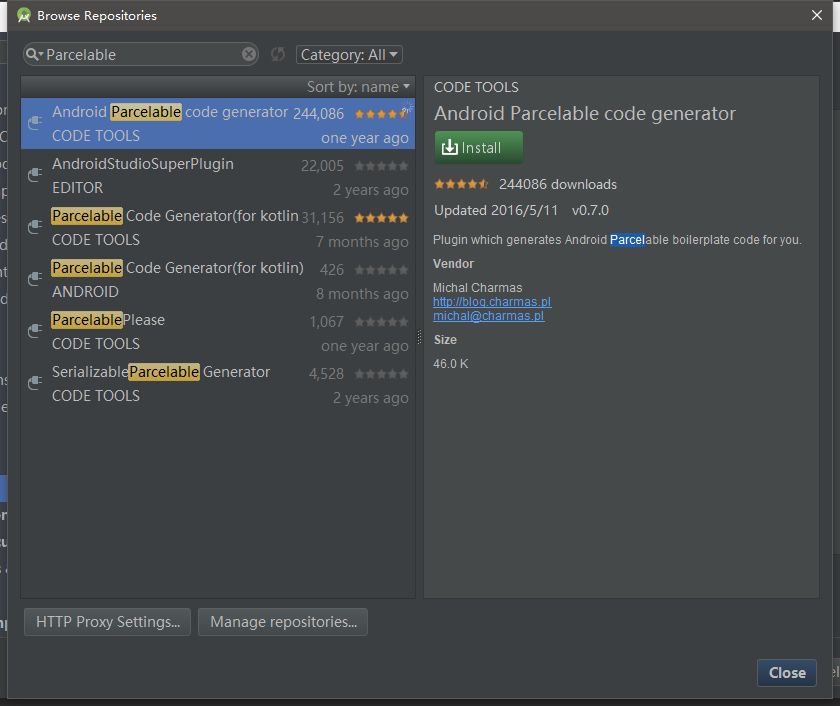 Browse Repositories
Parcelable
Category: All
Sort by: name
Android Parcelable code generator 244,086
CODE TOOLS one year ago
AndroidStudioSuperPlugin 22,005
EDITOR 2 years ago
Parcelable Code Generator(for kotlin 31,156
CODE TOOLS 7 months ago
Parcelable Code Generator(for kotlin) 426
ANDROID 8 months ago
ParcelablePlease 1,067
CODE TOOLS one year ago
SerializableParcelable Generator 4,528
CODE TOOLS 2 years ago
CODE TOOLS
Android Parcelable code generator
Install
244086 downloads
Updated 2016/5/11 v0.7.0
Plugin which generates Android Parcelable boilerplate code for you.
Vendor
Michal Charmas
http://blog.charmas.pl
michal@charmas.pl
Size
46.0 K
HTTP Proxy Settings...
Manage repositories...
Close